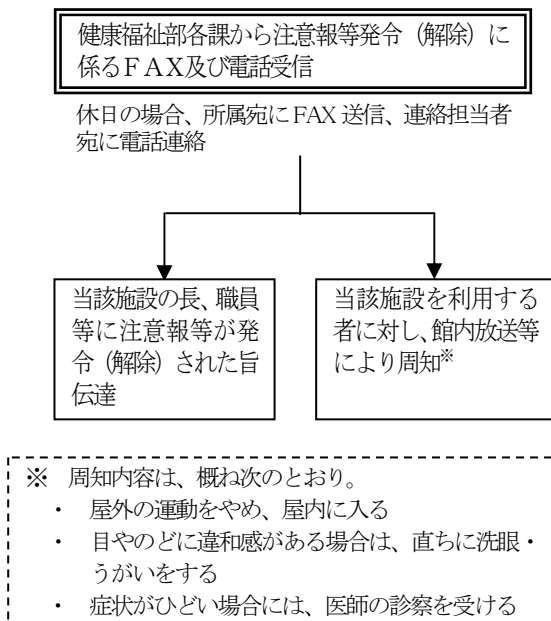 健康福祉部各課から注意報等発令（解除）に
係るＦＡＸ及び電話受信
休日の場合、所属宛にFAX 送信、連絡担当者
宛に電話連絡
当該施設の長、職員
等に注意報等が発
令（解除）された旨
伝達
当該施設を利用する
者に対し、館内放送等
により周知※
※　周知内容は、概ね次のとおり。
・　屋外の運動をやめ、屋内に入る
・　目やのどに違和感がある場合は、直ちに洗眼・
うがいをする
・　症状がひどい場合には、医師の診察を受ける